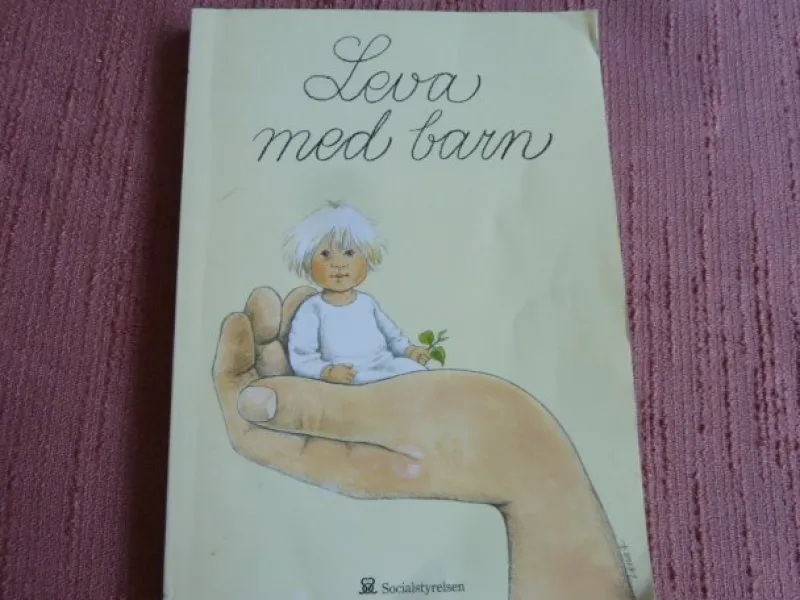 Leva
med barn
Socialstyrelsen